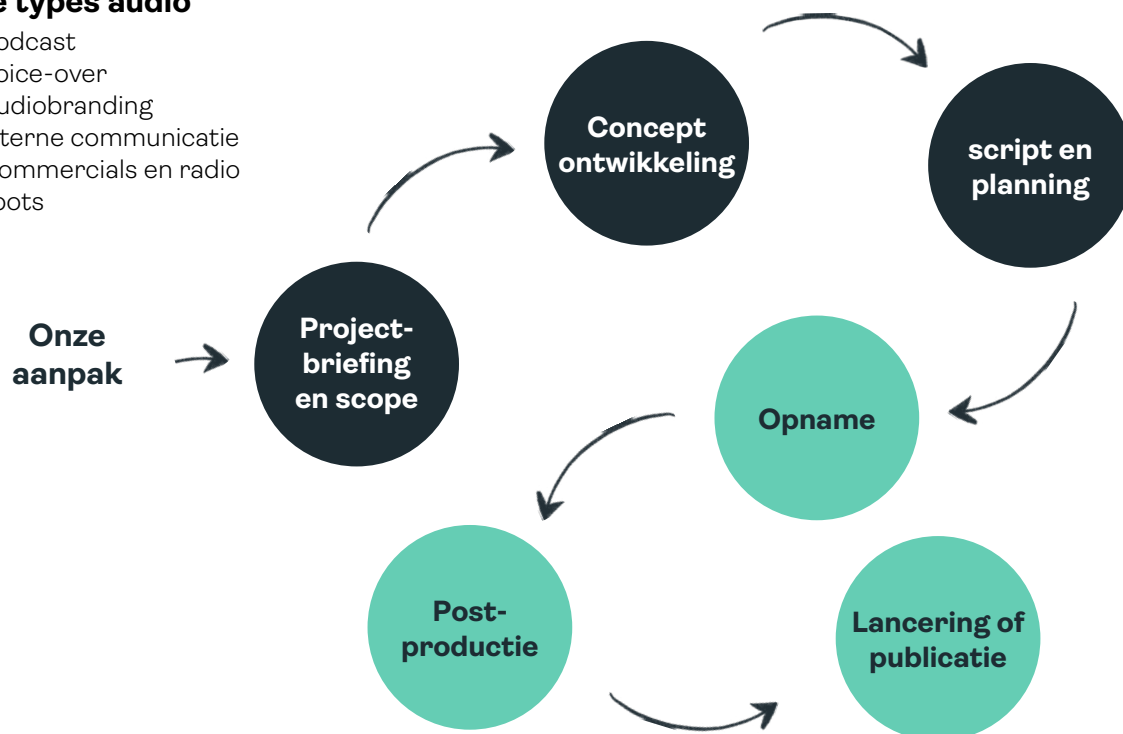 e types audio
odcast
oice-over
udiobranding
terne communicatie
ommercials en radio
pots
Concept
ontwikkeling
script en
planning
Onze
aanpak
Project-
briefing
en scope
Opname
Post-
productie
Lancering of
publicatie